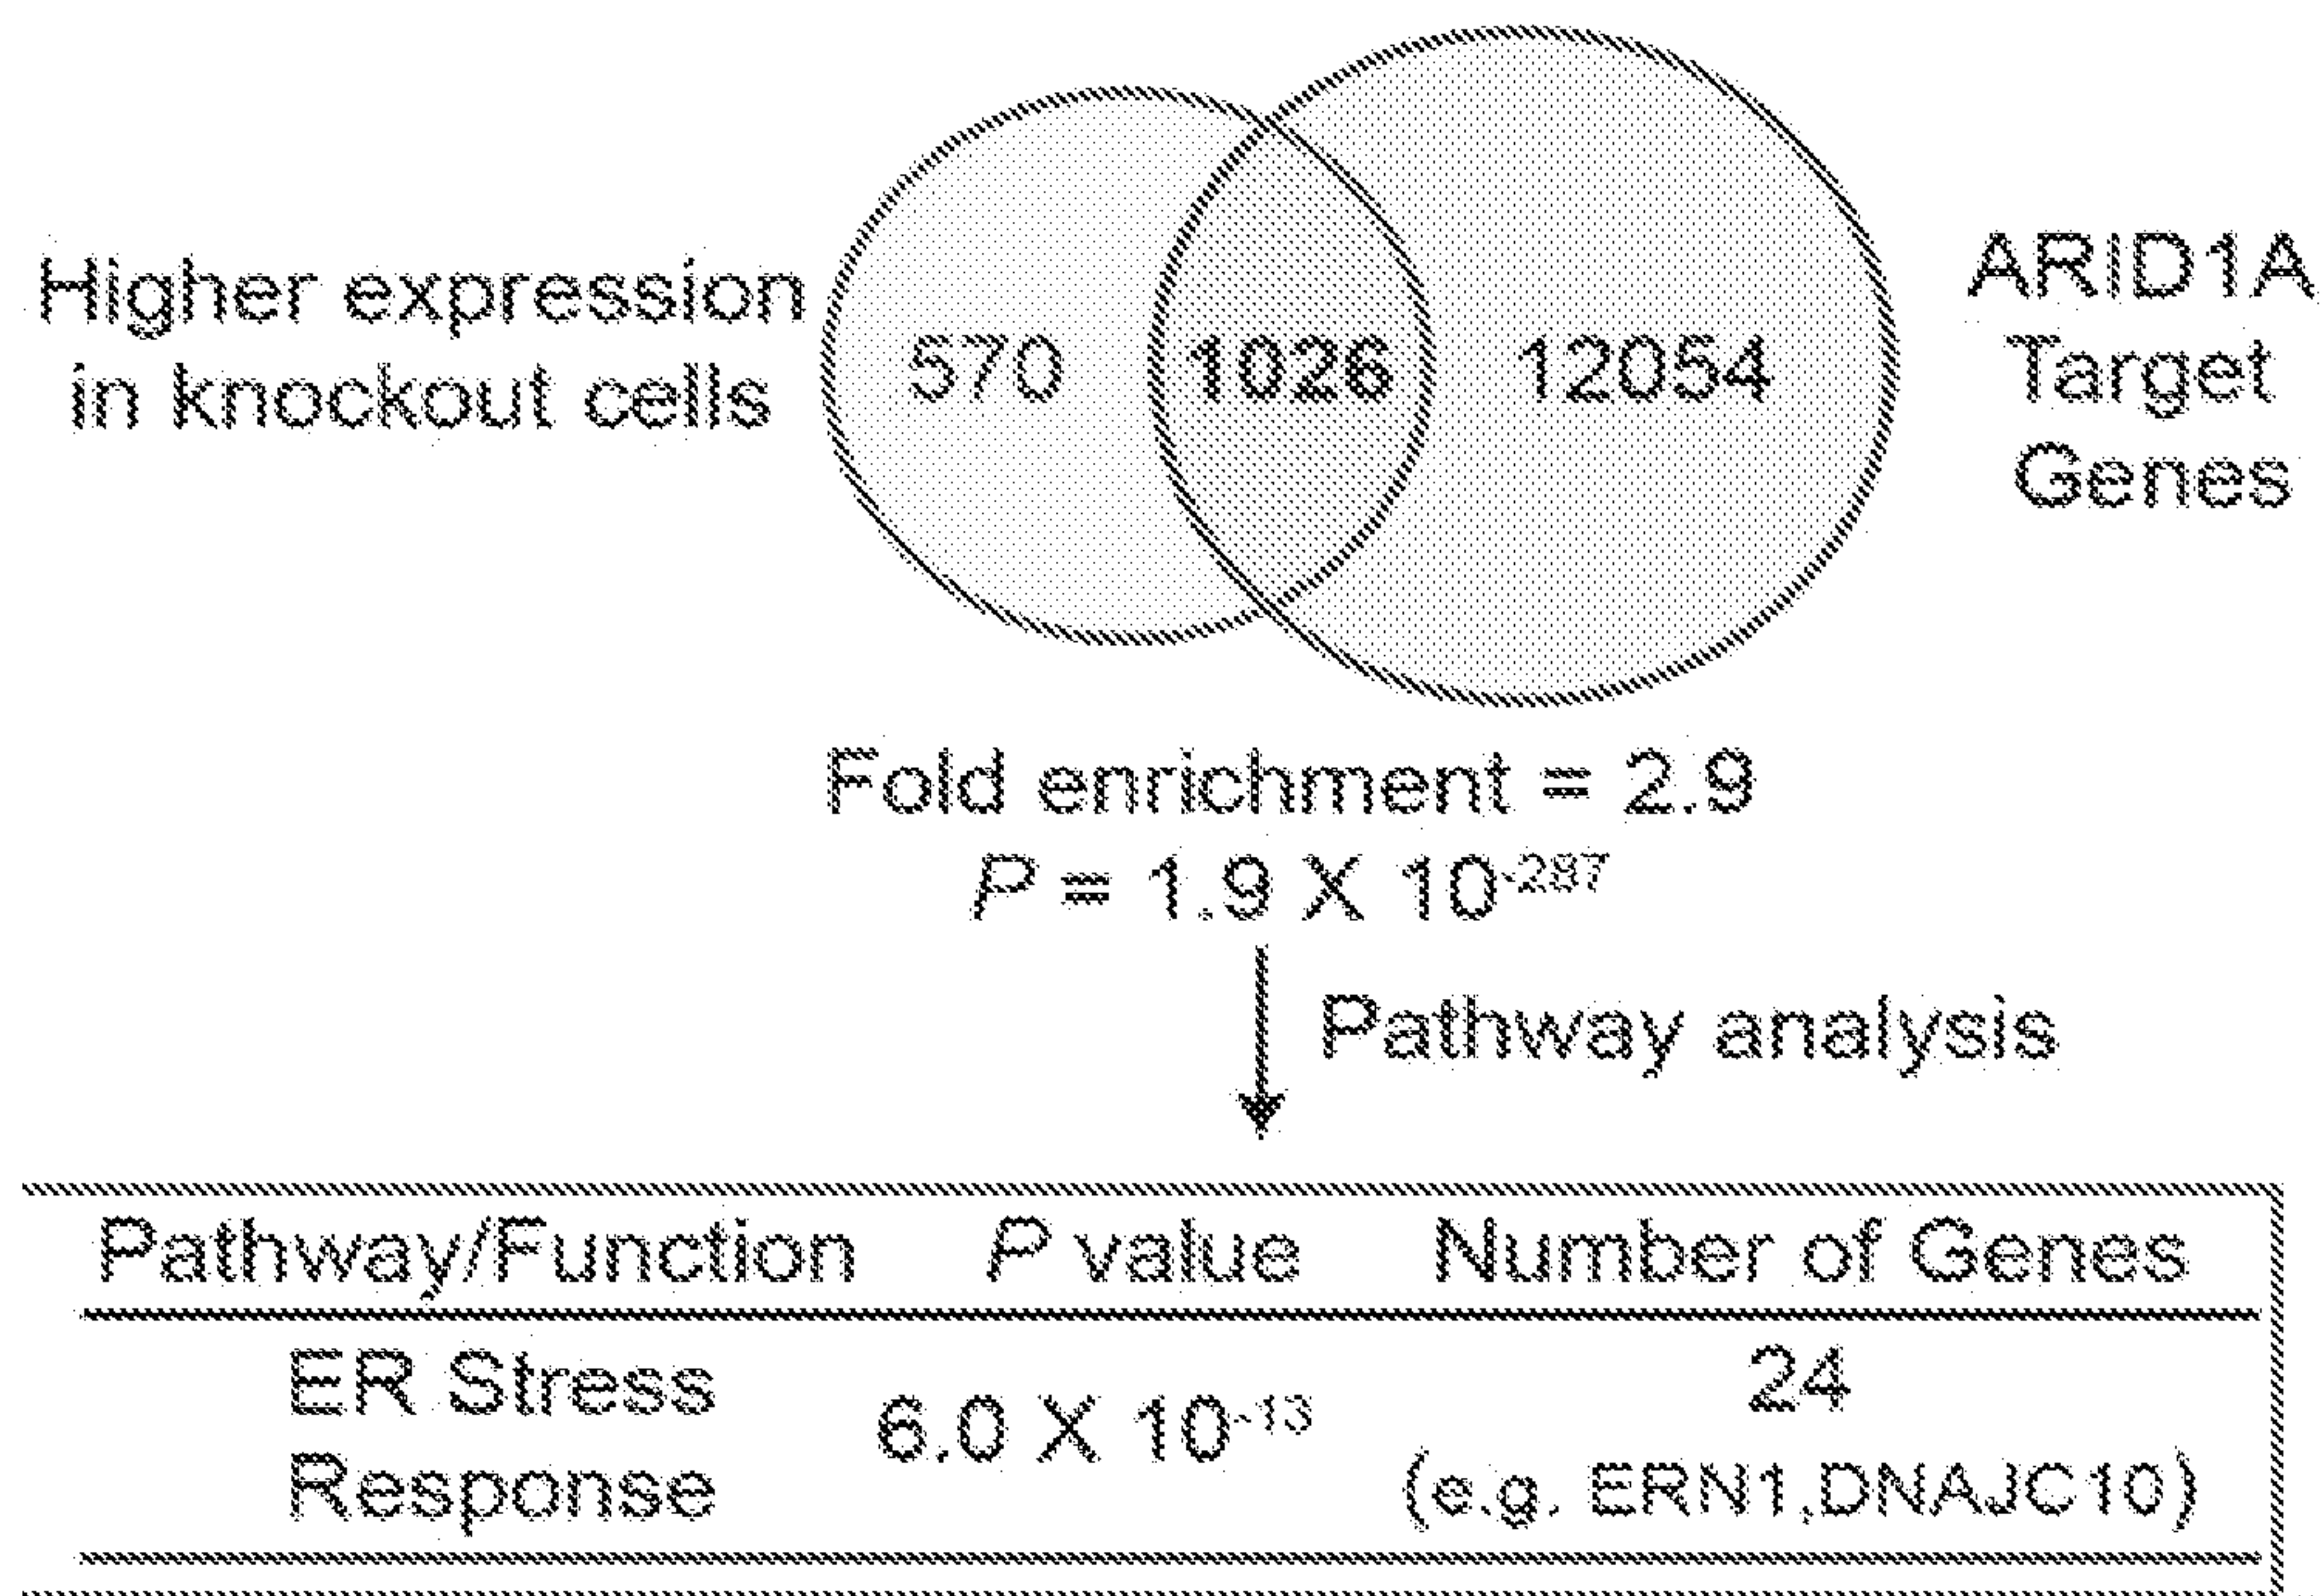 Higher expression
in knockout cells
570
1026
12054
ARID1A
Target
Genes
Fold enrichment = 2.9
P = 1.9 X 10-287
Pathway analysis
Pathway/Function P value Number of Genes
ER Stress
Response
6.0 X 10-13
24
(e.g. ERN1,DNAJC10)